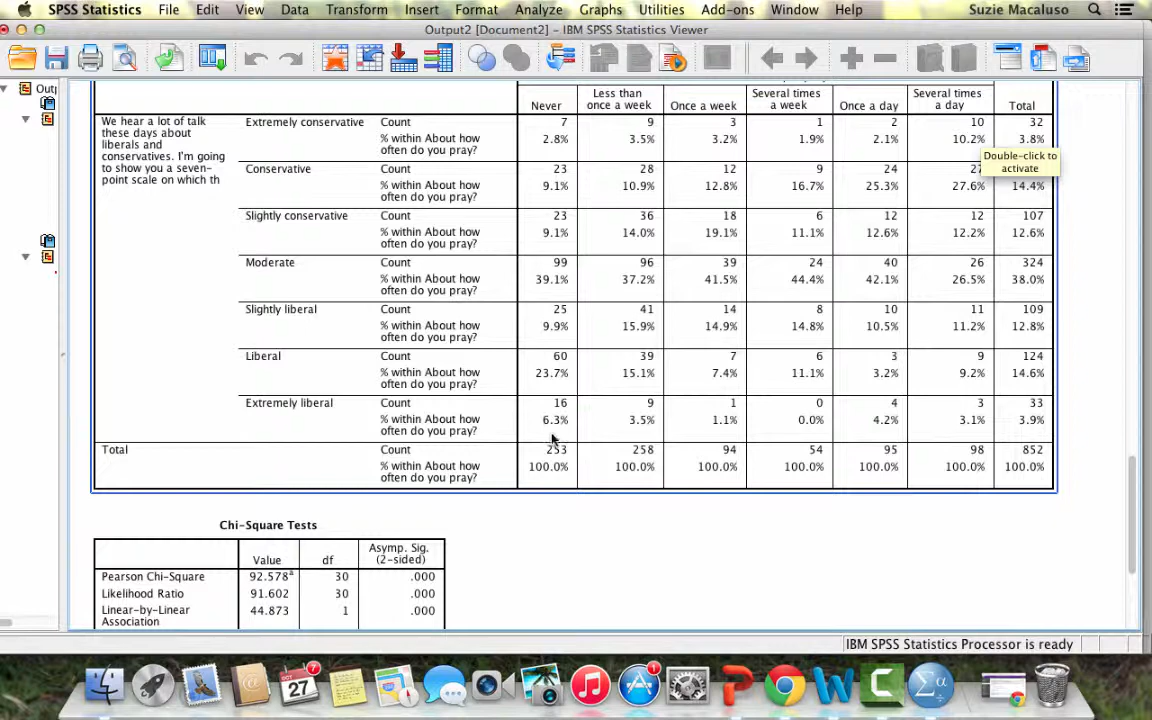 SPSS Statistics File Edit View Data Transform Insert Format Analyze Graphs Utilities Add-ons Window Help Suzie Macaluso
Output2 [Document2] – IBM SPSS Statistics Viewer
Outp
Never Less than once a week Once a week Several times a week Once a day Several times a day Total
We hear a lot of talk
these days about
liberals and
conservatives. I'm going
to show you a seven-
point scale on which th
Extremely conservative Count 7 9 3 1 2 10 32
% within About how often do you pray? 2.8% 3.5% 3.2% 1.9% 2.1% 10.2% 3.8%
Double-click to
activate
Conservative Count 23 28 12 9 24
% within About how often do you pray? 9.1% 10.9% 12.8% 16.7% 25.3% 27.6% 14.4%
Slightly conservative Count 23 36 18 6 12 12 107
% within About how often do you pray? 9.1% 14.0% 19.1% 11.1% 12.6% 12.2% 12.6%
Moderate Count 99 96 39 24 40 26 324
% within About how often do you pray? 39.1% 37.2% 41.5% 44.4% 42.1% 26.5% 38.0%
Slightly liberal Count 25 41 14 8 10 11 109
% within About how often do you pray? 9.9% 15.9% 14.9% 14.8% 10.5% 11.2% 12.8%
Liberal Count 60 39 7 6 3 9 124
% within About how often do you pray? 23.7% 15.1% 7.4% 11.1% 3.2% 9.2% 14.6%
Extremely liberal Count 16 9 1 0 4 3 33
% within About how often do you pray? 6.3% 3.5% 1.1% 0.0% 4.2% 3.1% 3.9%
Total Count 253 258 94 54 95 98 852
% within About how often do you pray? 100.0% 100.0% 100.0% 100.0% 100.0% 100.0% 100.0%
Chi-Square Tests
Value df Asymp. Sig. (2-sided)
Pearson Chi-Square 92.578a 30 .000
Likelihood Ratio 91.602 30 .000
Linear-by-Linear Association 44.873 1 .000
IBM SPSS Statistics Processor is ready
7
27
1